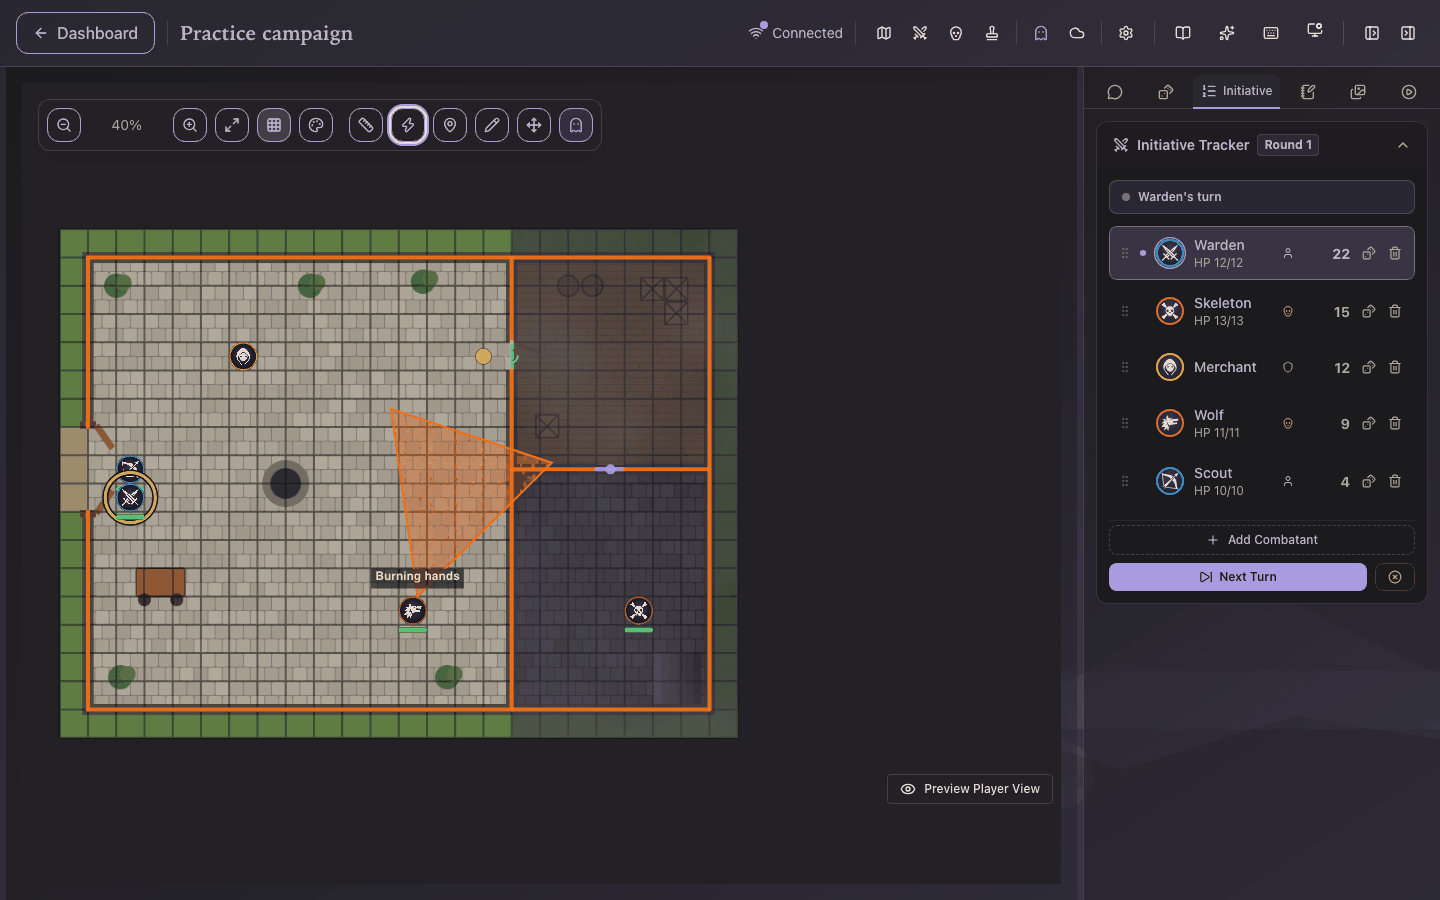 Dashboard
Practice campaign
Connected
40%
Initiative
Initiative Tracker
Round 1
Warden's turn
Warden
HP 12/12
22
Skeleton
HP 13/13
15
Merchant
12
Wolf
HP 11/11
9
Scout
HP 10/10
4
Add Combatant
Next Turn
Burning hands
Preview Player View